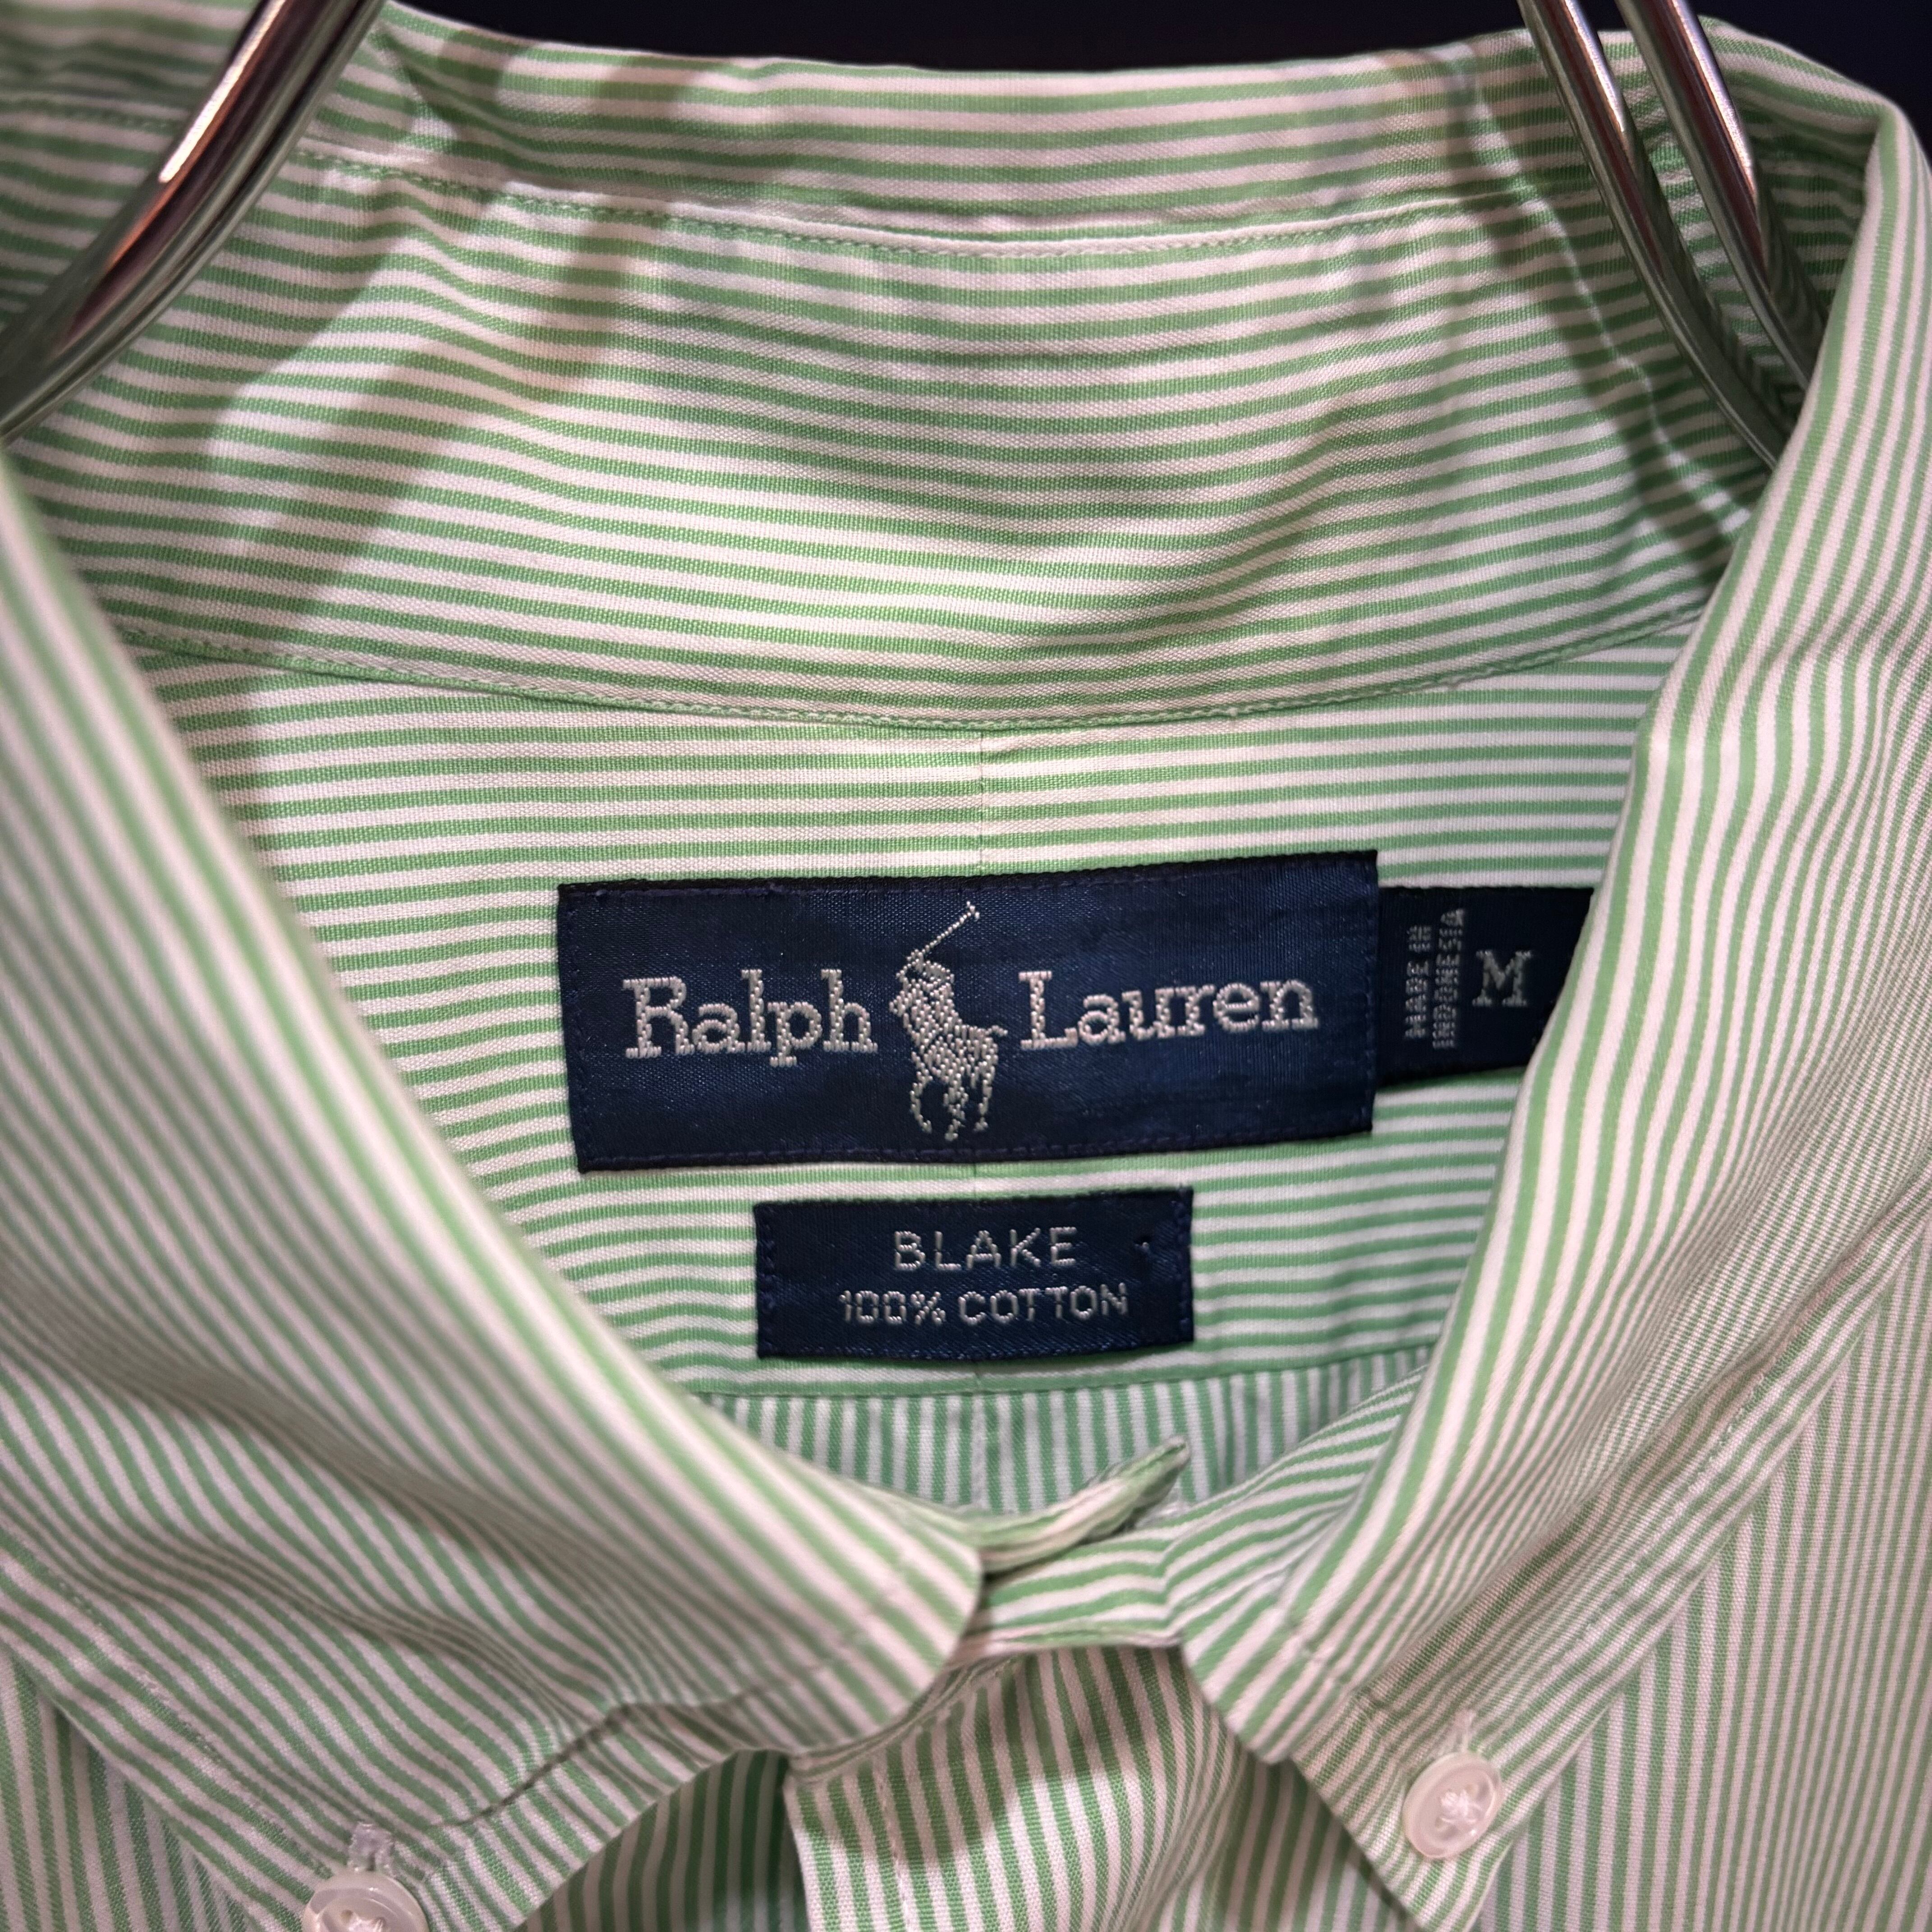 Ralph Lauren
MADE IN
INDONESIA
M
BLAKE
100% COTTON